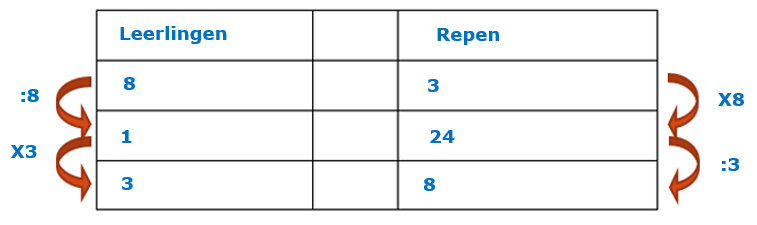 Leerlingen Repen
8 3
:8 X8
1 24
X3 :3
3 8